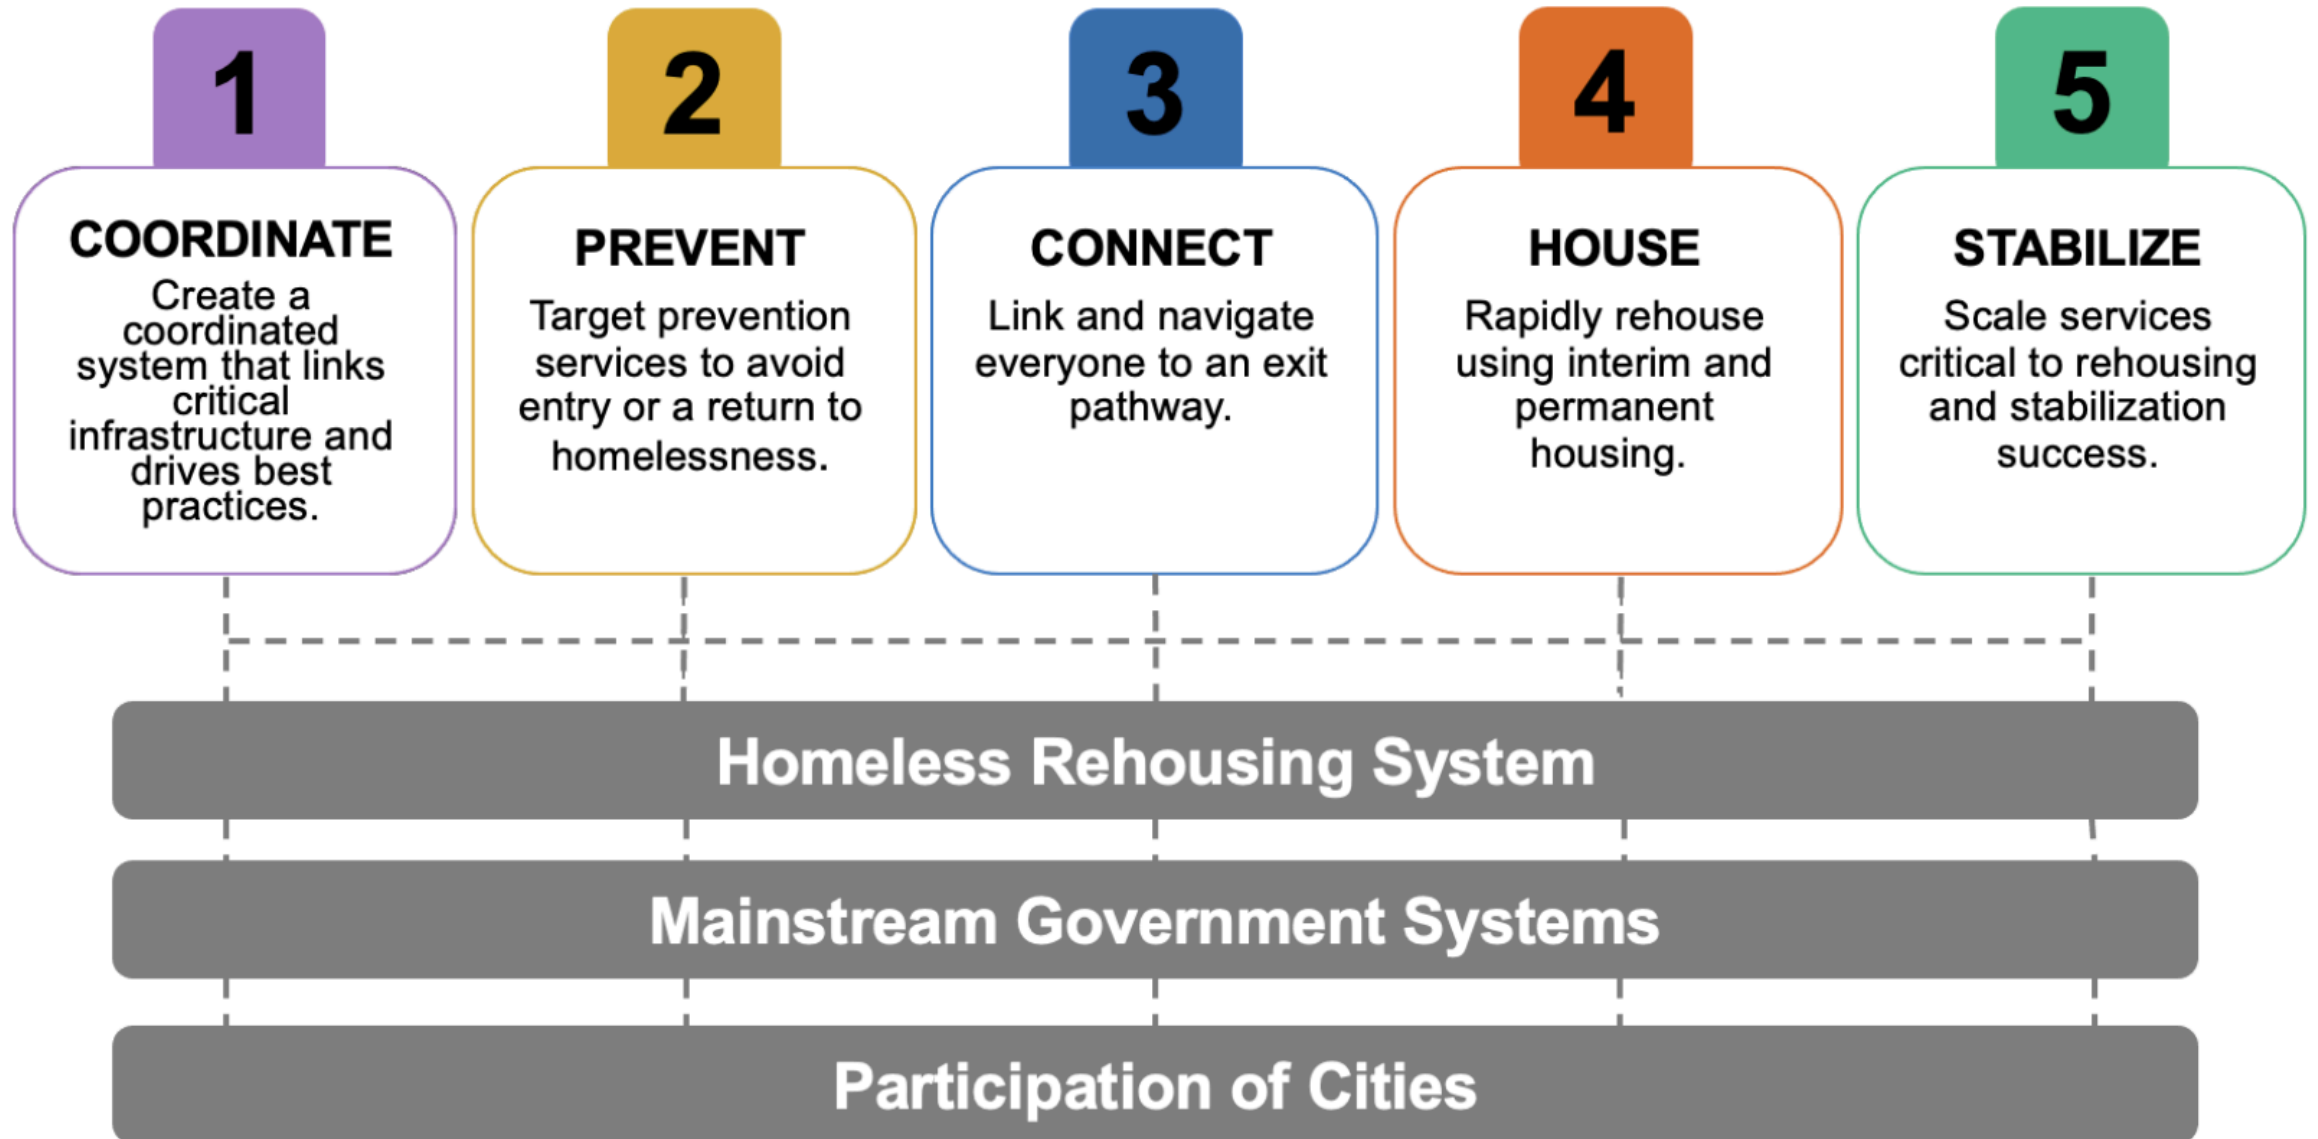 1
COORDINATE
Create a
coordinated
system that links
critical
infrastructure and
drives best
practices.
2
PREVENT
Target prevention
services to avoid
entry or a return to
homelessness.
3
CONNECT
Link and navigate
everyone to an exit
pathway.
4
HOUSE
Rapidly rehouse
using interim and
permanent
housing.
5
STABILIZE
Scale services
critical to rehousing
and stabilization
success.
Homeless Rehousing System
Mainstream Government Systems
Participation of Cities